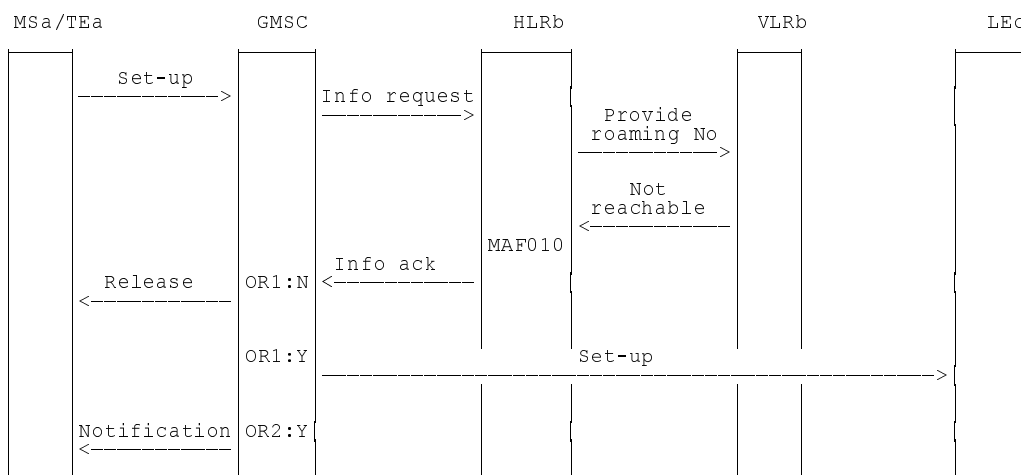 MSa/TEa GMSC HLRb VLRb LEc
Set-up
Info request
Provide
roaming No
Not
reachable
MAF010
Info ack
Release OR1:N
OR1:Y Set-up
Notification OR2:Y